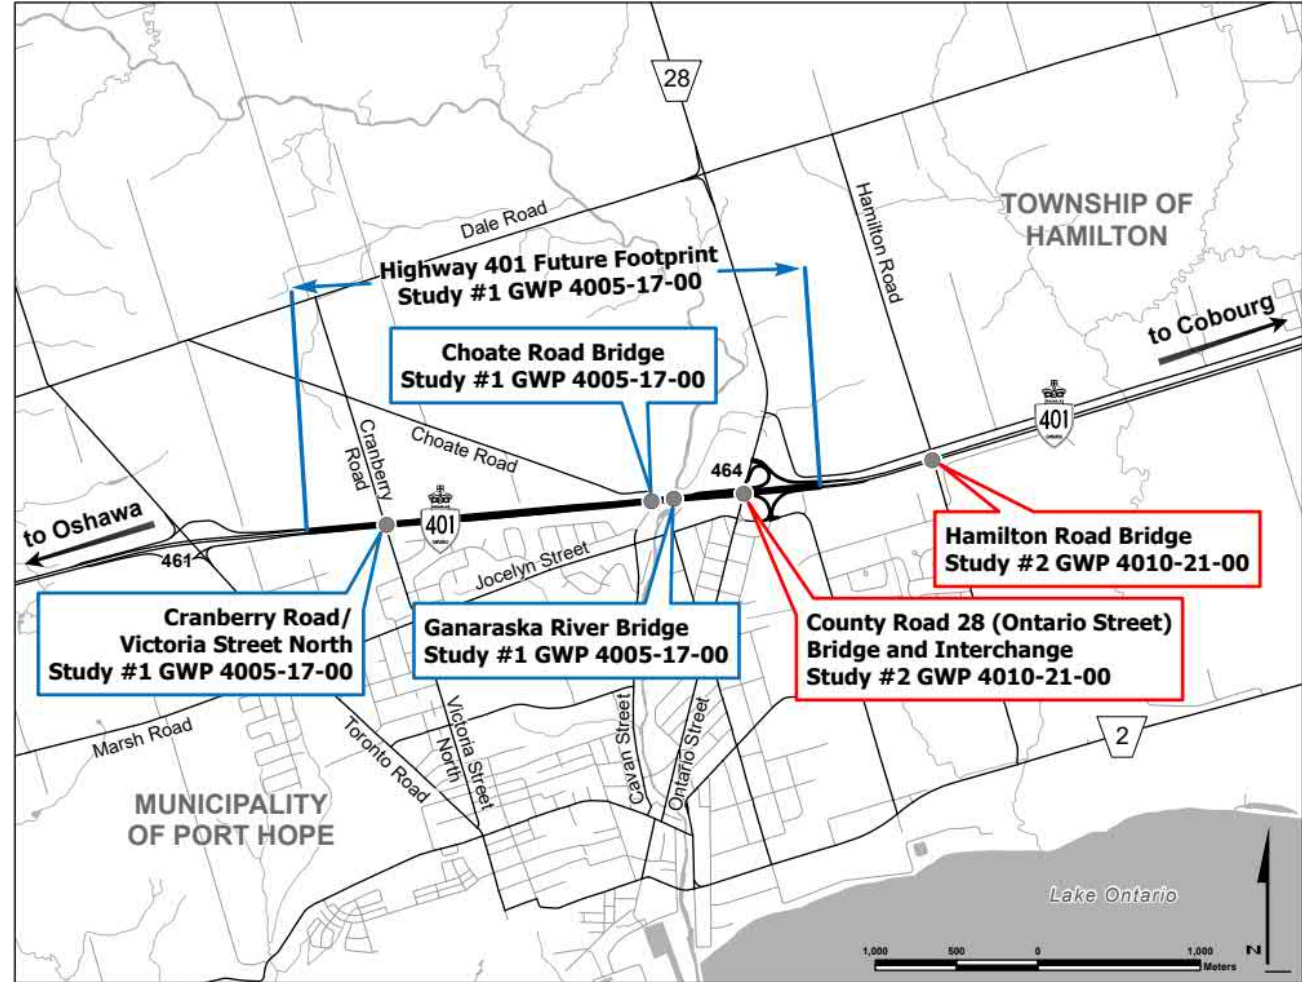 28
Dale Road
Hamilton Road
TOWNSHIP OF
HAMILTON
Highway 401 Future Footprint
Study #1 GWP 4005-17-00
to Cobourg
Choate Road Bridge
Study #1 GWP 4005-17-00
401
Choate Road
Cranberry
Road
464
to Oshawa
401
461
Jocelyn Street
Hamilton Road Bridge
Study #2 GWP 4010-21-00
Cranberry Road/
Victoria Street North
Study #1 GWP 4005-17-00
Ganaraska River Bridge
Study #1 GWP 4005-17-00
County Road 28 (Ontario Street)
Bridge and Interchange
Study #2 GWP 4010-21-00
Marsh Road
Toronto Road
Victoria Street
North
Cavan Street
Ontario Street
2
MUNICIPALITY
OF PORT HOPE
Lake Ontario
1,000 500 0 1,000
Meters
N